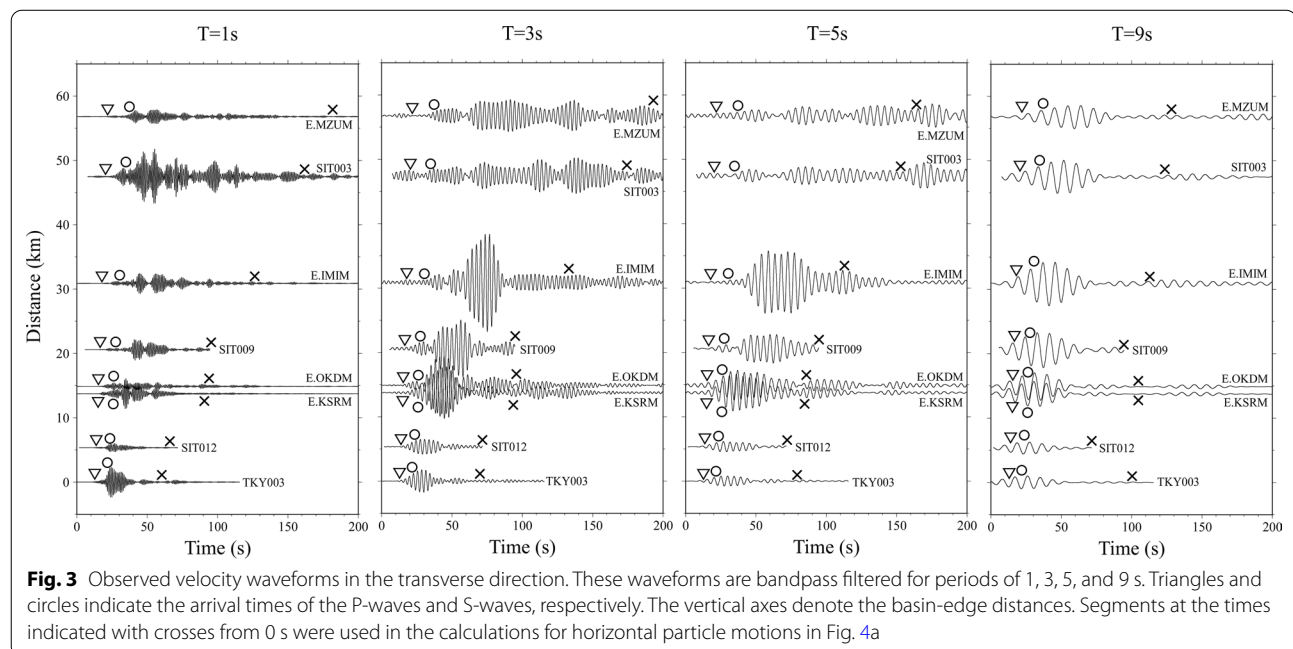 T=1s
T=3s
T=5s
T=9s
Distance (km)
60
50
40
30
20
10
0
E.MZUM
SIT003
E.IMIM
SIT009
E.OKDM
E.KSRM
SIT012
TKY003
0 50 100 150 200
Time (s)
E.MZUM
SIT003
E.IMIM
SIT009
E.OKDM
E.KSRM
SIT012
TKY003
0 50 100 150 200
Time (s)
E.MZUM
SIT003
E.IMIM
SIT009
E.OKDM
E.KSRM
SIT012
TKY003
0 50 100 150 200
Time (s)
E.MZUM
SIT003
E.IMIM
SIT009
E.OKDM
E.KSRM
SIT012
TKY003
0 50 100 150 200
Time (s)
Fig. 3 Observed velocity waveforms in the transverse direction. These waveforms are bandpass filtered for periods of 1, 3, 5, and 9 s. Triangles and
circles indicate the arrival times of the P-waves and S-waves, respectively. The vertical axes denote the basin-edge distances. Segments at the times
indicated with crosses from 0 s were used in the calculations for horizontal particle motions in Fig. 4a